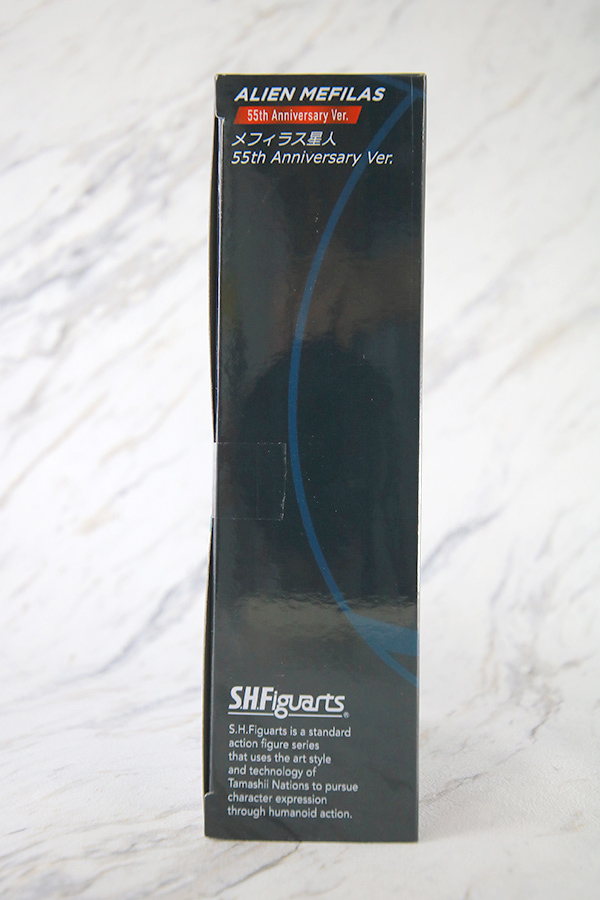 ALIEN MEFILAS
55th Anniversary Ver.
メフィラス星人
55th Anniversary Ver.
S.H.Figuarts®
S.H.Figuarts is a standard
action figure series
that uses the art style
and technology of
Tamashii Nations to pursue
character expression
through humanoid action.